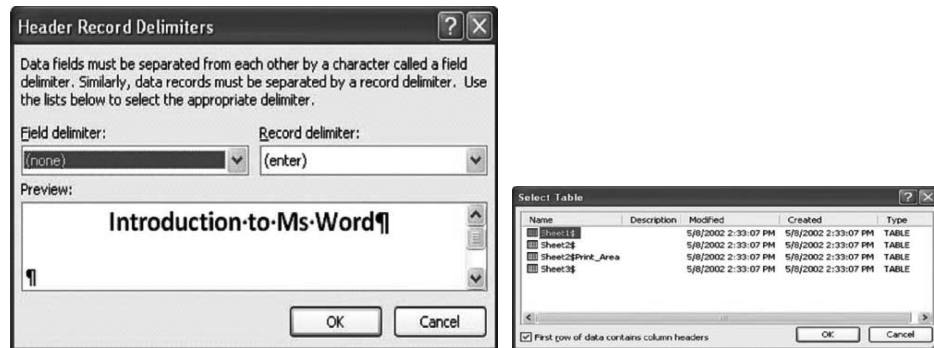 Header Record Delimiters
Data fields must be separated from each other by a character called a field
delimiter. Similarly, data records must be separated by a record delimiter. Use
the lists below to select the appropriate delimiter.
Field delimiter: Record delimiter:
(none) (enter)
Preview:
Introduction·to·Ms·Word¶
¶
OK Cancel
Select Table
Name Description Modified Created Type
Sheet1$ 5/8/2002 2:33:07 PM 5/8/2002 2:33:07 PM TABLE
Sheet2$ 5/8/2002 2:33:07 PM 5/8/2002 2:33:07 PM TABLE
Sheet2$Print_Area 5/8/2002 2:33:07 PM 5/8/2002 2:33:07 PM TABLE
Sheet3$ 5/8/2002 2:33:07 PM 5/8/2002 2:33:07 PM TABLE
First row of data contains column headers OK Cancel